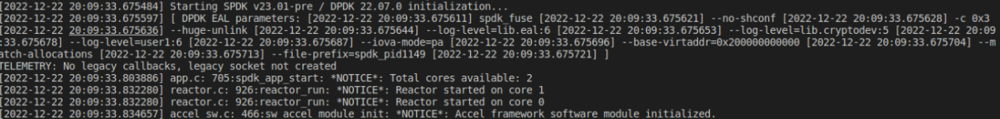 [2022-12-22 20:09:33.675484] Starting SPDK v23.01-pre / DPDK 22.07.0 initialization...
[2022-12-22 20:09:33.675597] [ DPDK EAL parameters: [2022-12-22 20:09:33.675611] spdk_fuse [2022-12-22 20:09:33.675621] --no-shconf [2022-12-22 20:09:33.675628] -c 0x3
[2022-12-22 20:09:33.675636] --huge-unlink [2022-12-22 20:09:33.675644] --log-level=lib.eal:6 [2022-12-22 20:09:33.675653] --log-level=lib.cryptodev:5 [2022-12-22 20:09
:33.675678] --log-level=user1:6 [2022-12-22 20:09:33.675687] --iova-mode=pa [2022-12-22 20:09:33.675696] --base-virtaddr=0x200000000000 [2022-12-22 20:09:33.675704] --m
atch-allocations [2022-12-22 20:09:33.675713] --file-prefix=spdk_pid1149 [2022-12-22 20:09:33.675721] ]
TELEMETRY: No legacy callbacks, legacy socket not created
[2022-12-22 20:09:33.803886] app.c: 705:spdk_app_start: *NOTICE*: Total cores available: 2
[2022-12-22 20:09:33.832280] reactor.c: 926:reactor_run: *NOTICE*: Reactor started on core 1
[2022-12-22 20:09:33.832280] reactor.c: 926:reactor_run: *NOTICE*: Reactor started on core 0
[2022-12-22 20:09:33.834657] accel_sw.c: 466:sw_accel_module_init: *NOTICE*: Accel framework software module initialized.